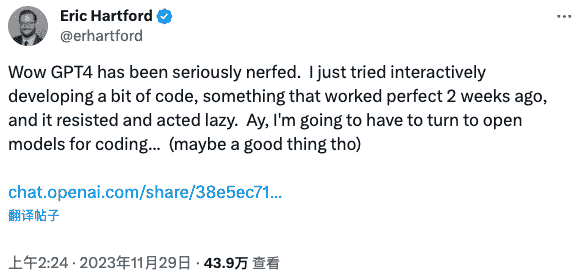 Eric Hartford
@erhartford
Wow GPT4 has been seriously nerfed.  I just tried interactively
developing a bit of code, something that worked perfect 2 weeks ago,
and it resisted and acted lazy.  Ay, I'm going to have to turn to open
models for coding...  (maybe a good thing tho)
chat.openai.com/share/38e5ec71...
翻译帖子
上午2:24 · 2023年11月29日 · 43.9万 查看